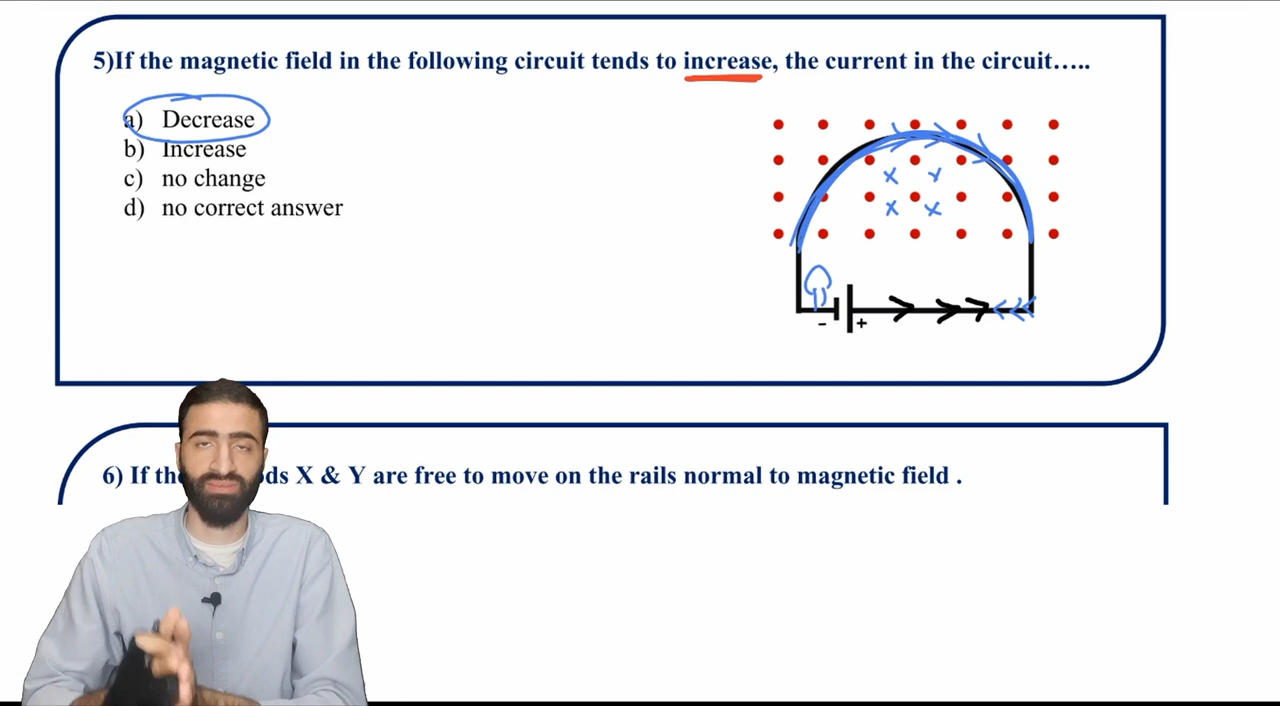 5)If the magnetic field in the following circuit tends to increase, the current in the circuit…..
a) Decrease
b) Increase
c) no change
d) no correct answer
x x
x x
- +
6) If th ds X & Y are free to move on the rails normal to magnetic field .